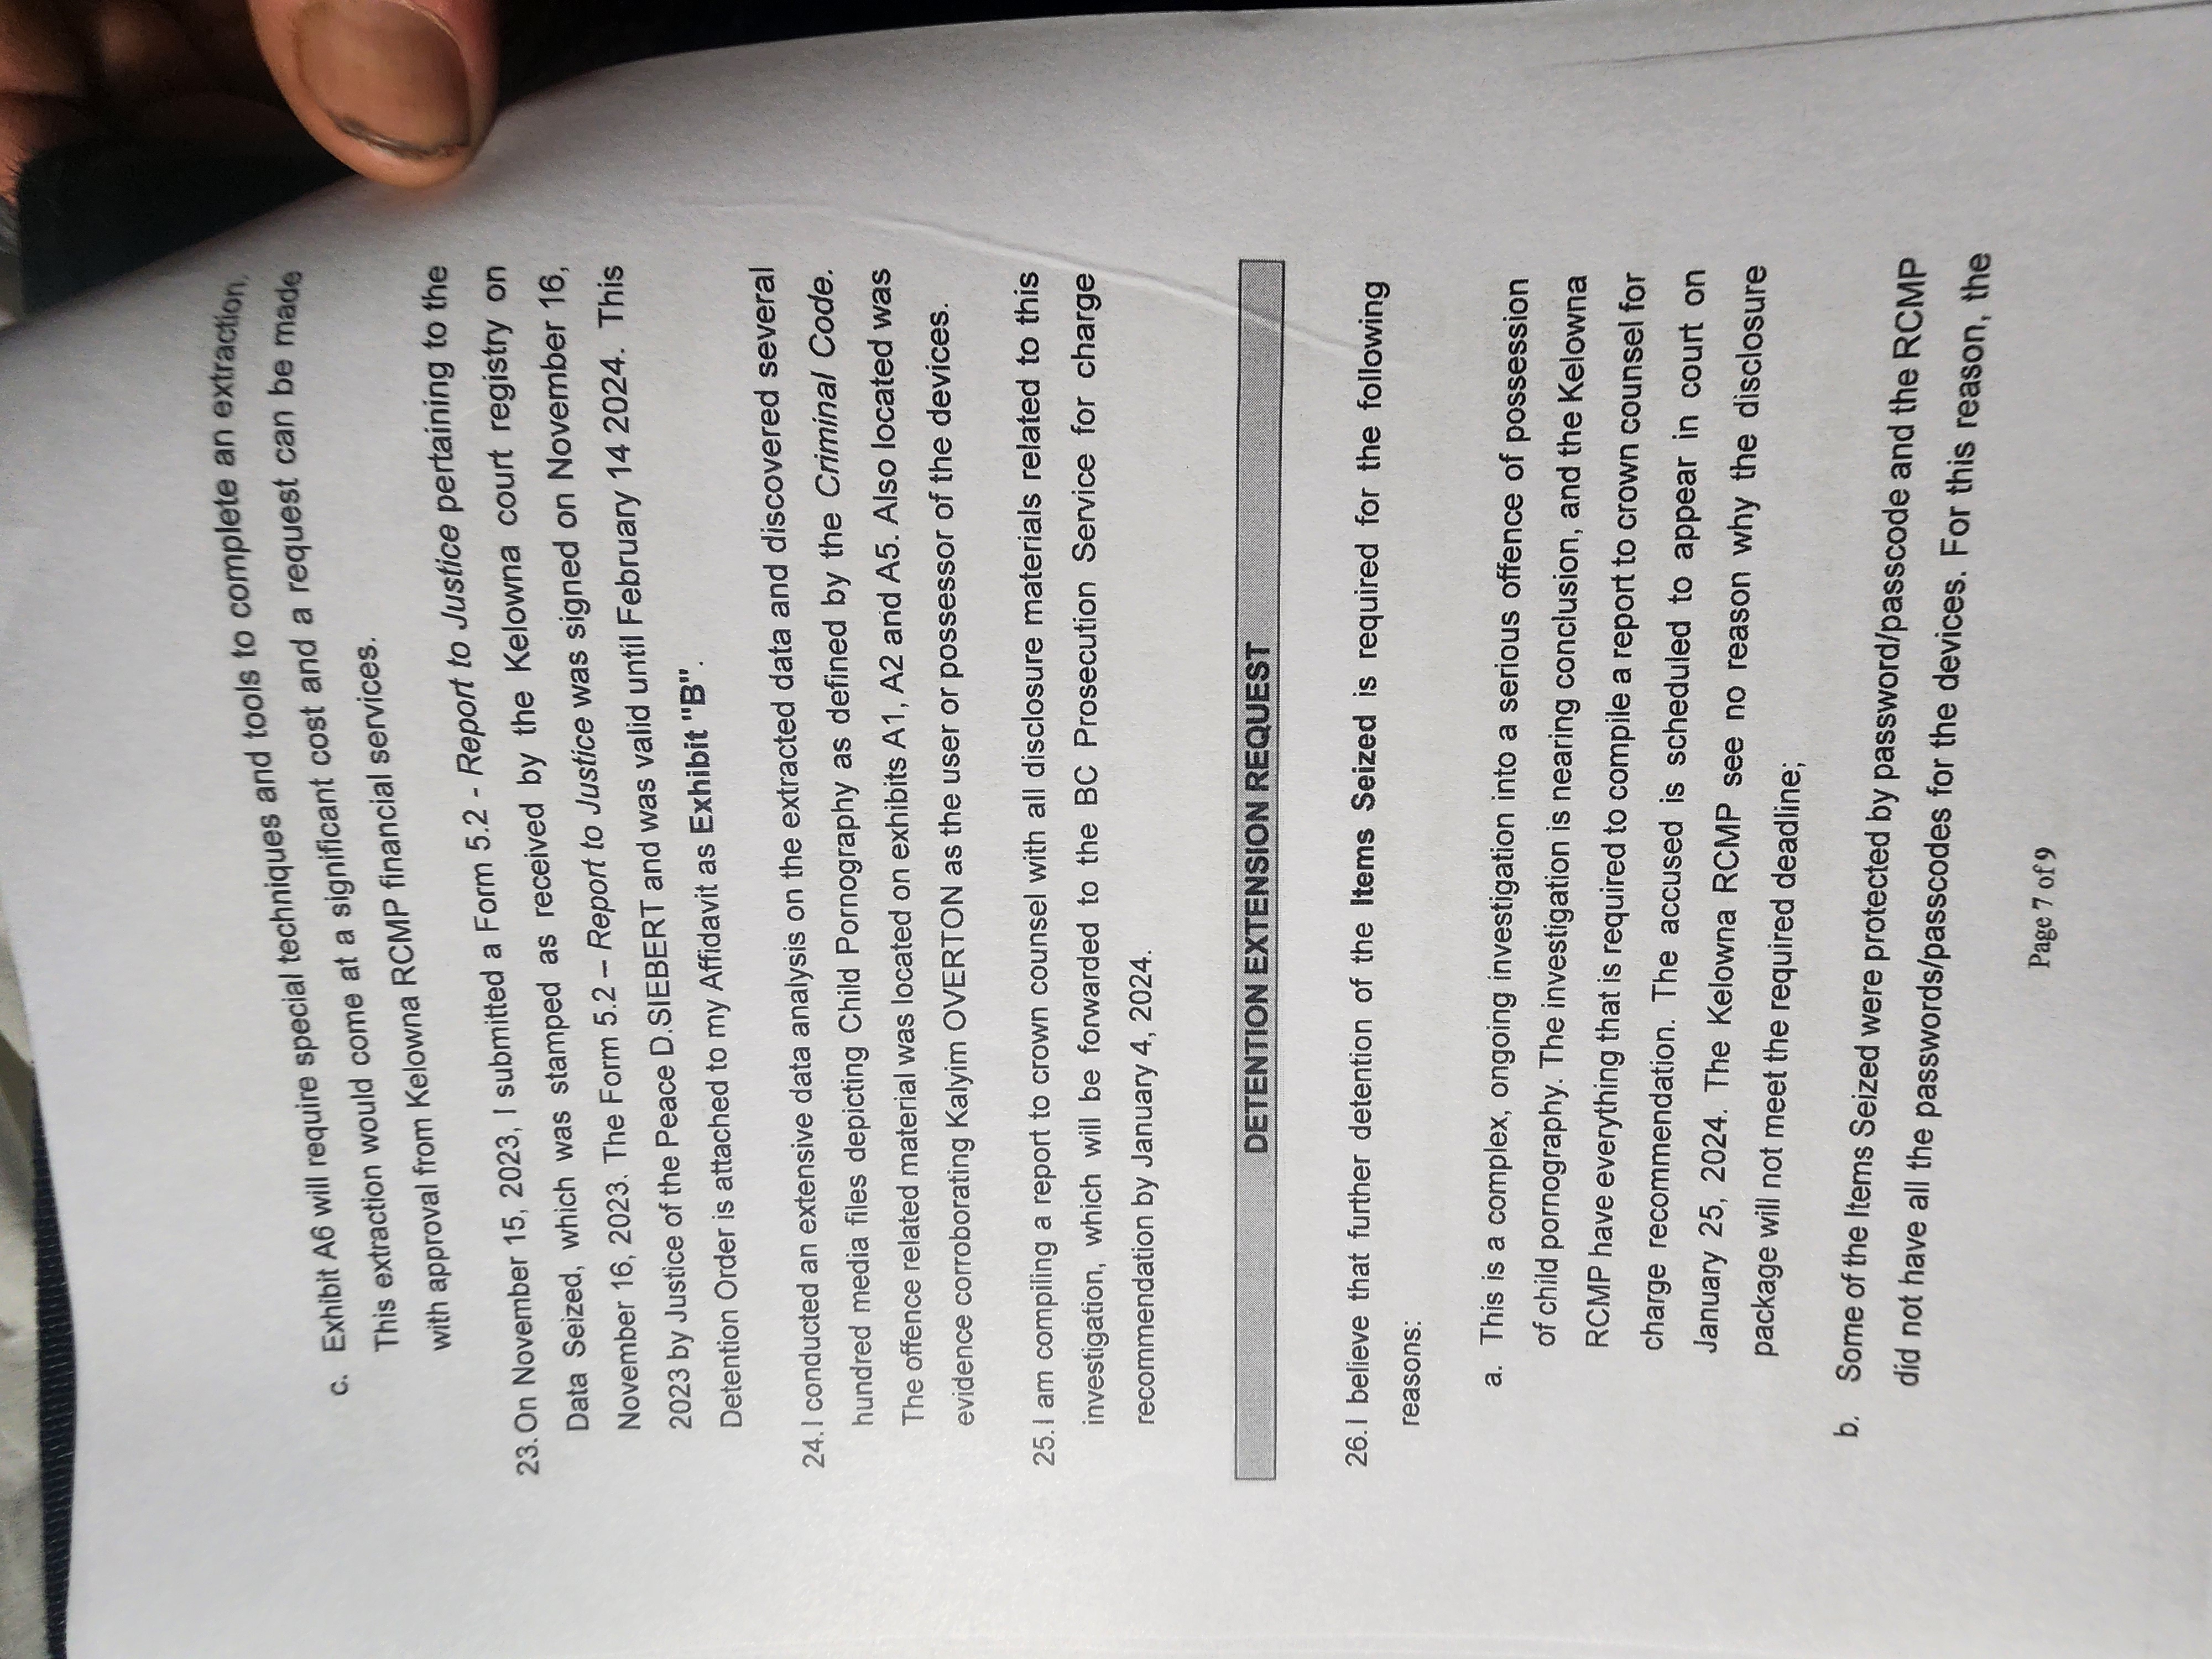 c. Exhibit A6 will require special techniques and tools to complete an extraction,
This extraction would come at a significant cost and a request can be made
with approval from Kelowna RCMP financial services.
23. On November 15, 2023, I submitted a Form 5.2 - Report to Justice pertaining to the
Data Seized, which was stamped as received by the Kelowna court registry on
November 16, 2023. The Form 5.2 – Report to Justice was signed on November 16,
2023 by Justice of the Peace D.SIEBERT and was valid until February 14 2024. This
Detention Order is attached to my Affidavit as Exhibit "B".
24. I conducted an extensive data analysis on the extracted data and discovered several
hundred media files depicting Child Pornography as defined by the Criminal Code.
The offence related material was located on exhibits A1, A2 and A5. Also located was
evidence corroborating Kalyim OVERTON as the user or possessor of the devices.
25. I am compiling a report to crown counsel with all disclosure materials related to this
investigation, which will be forwarded to the BC Prosecution Service for charge
recommendation by January 4, 2024.
DETENTION EXTENSION REQUEST
26. I believe that further detention of the Items Seized is required for the following
reasons:
a. This is a complex, ongoing investigation into a serious offence of possession
of child pornography. The investigation is nearing conclusion, and the Kelowna
RCMP have everything that is required to compile a report to crown counsel for
charge recommendation. The accused is scheduled to appear in court on
January 25, 2024. The Kelowna RCMP see no reason why the disclosure
package will not meet the required deadline;
b. Some of the Items Seized were protected by password/passcode and the RCMP
did not have all the passwords/passcodes for the devices. For this reason, the
Page 7 of 9